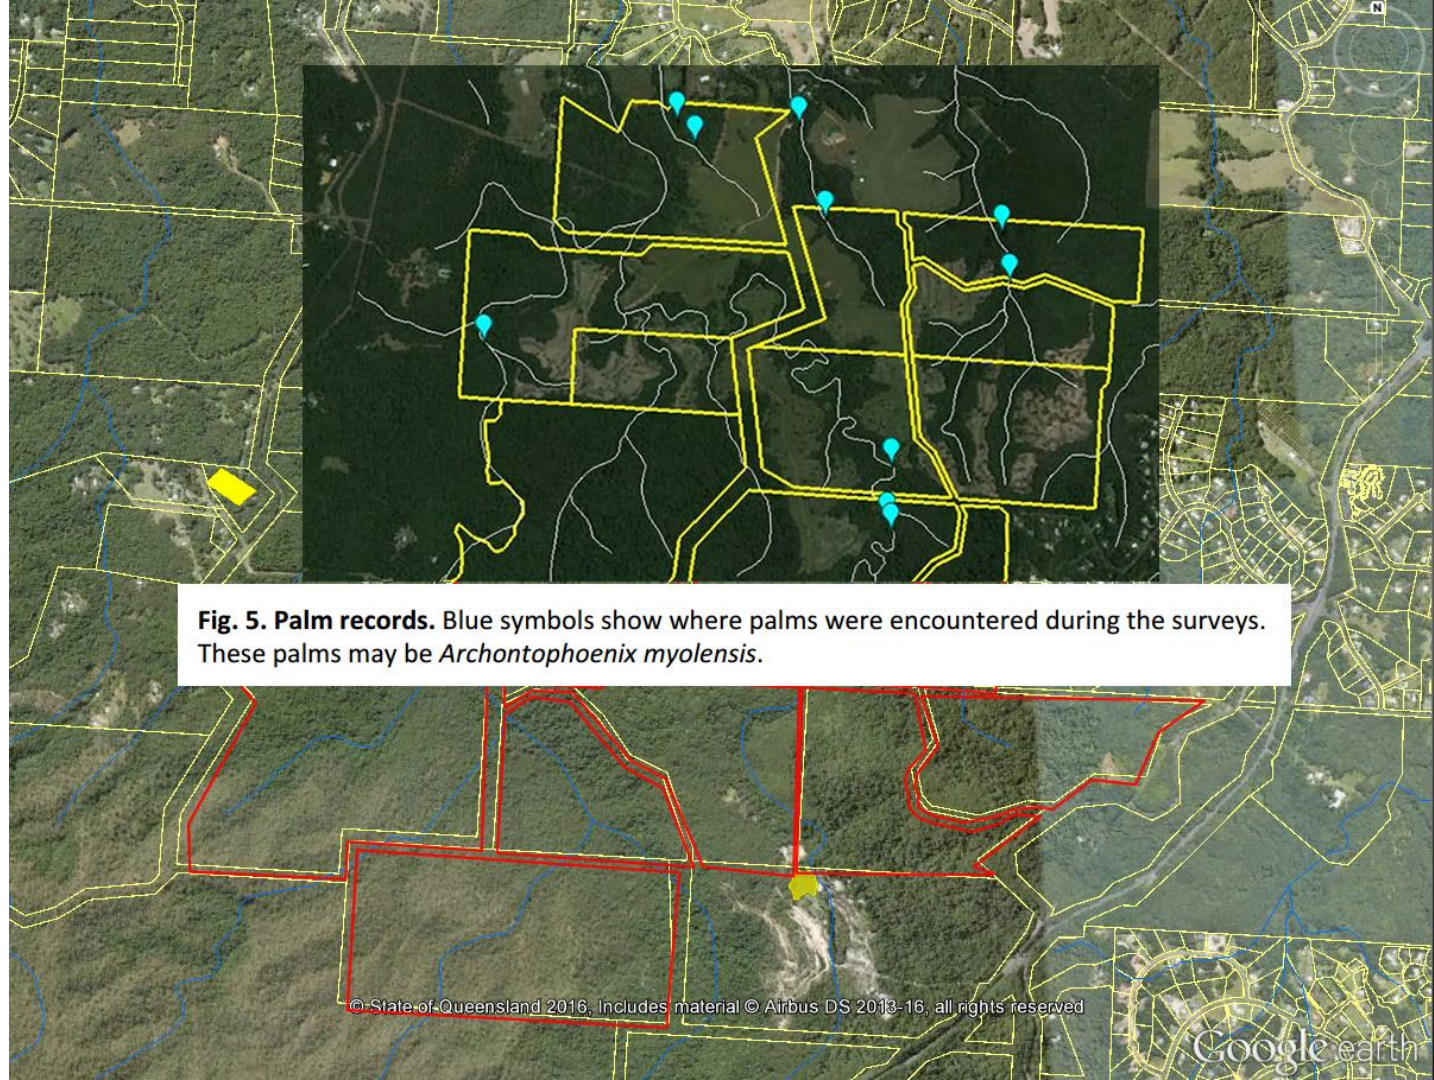 N
Fig. 5. Palm records. Blue symbols show where palms were encountered during the surveys.
These palms may be Archontophoenix myolensis.
© State of Queensland 2016, Includes material © Airbus DS 2013-16, all rights reserved
Google earth